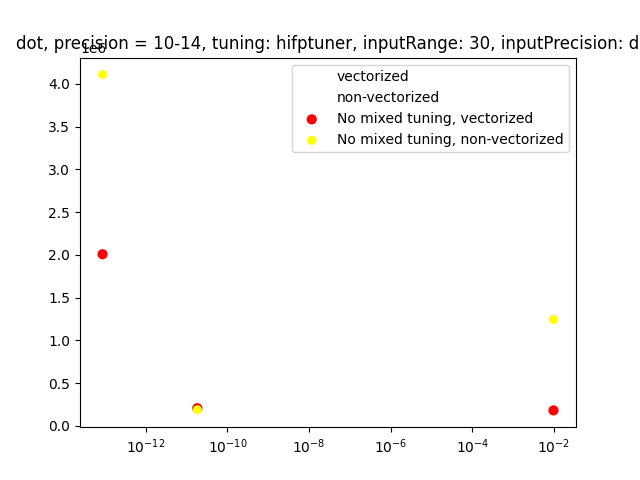 dot, precision = 10-14, tuning: hifptuner, inputRange: 30, inputPrecision: d
1e6
vectorized
non-vectorized
No mixed tuning, vectorized
No mixed tuning, non-vectorized
4.0
3.5
3.0
2.5
2.0
1.5
1.0
0.5
0.0
10⁻¹² 10⁻¹⁰ 10⁻⁸ 10⁻⁶ 10⁻⁴ 10⁻²